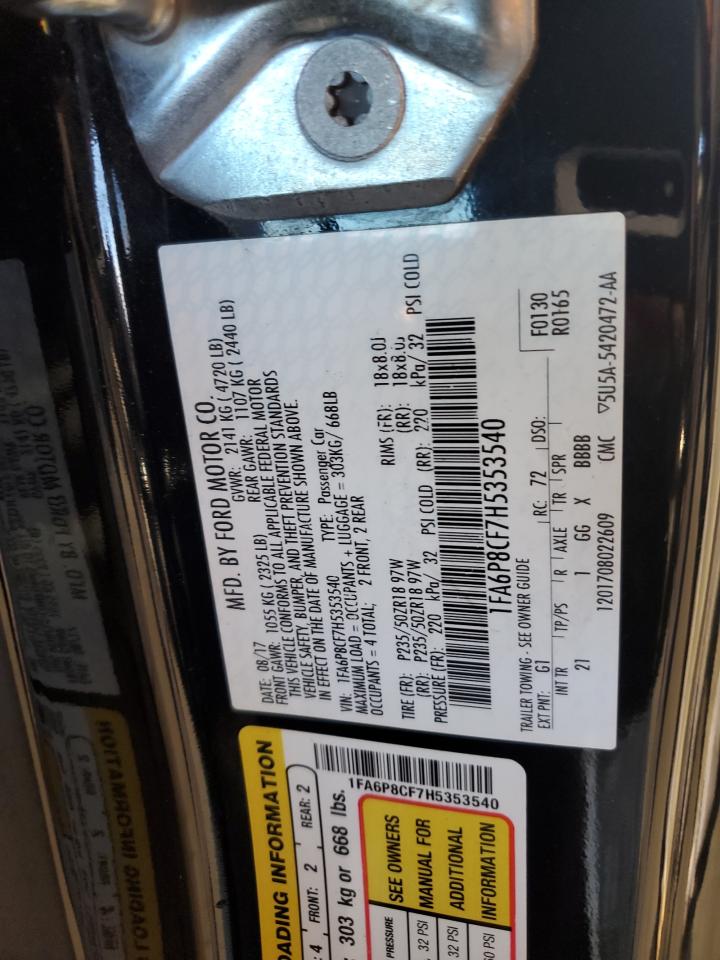 MFD. BY FORD MOTOR CO.
DATE: 08/17 GVWR: 2141 KG ( 4720 LB)
FRONT GAWR: 1055 KG ( 2325 LB) REAR GAWR: 1107 KG ( 2440 LB)
THIS VEHICLE CONFORMS TO ALL APPLICABLE FEDERAL MOTOR
VEHICLE SAFETY, BUMPER, AND THEFT PREVENTION STANDARDS
IN EFFECT ON THE DATE OF MANUFACTURE SHOWN ABOVE.
VIN: 1FA6P8CF7H5353540 TYPE: Passenger Car
MAXIMUM LOAD = OCCUPANTS + LUGGAGE = 303KG/ 668LB
OCCUPANTS = 4 TOTAL; 2 FRONT, 2 REAR
TIRE (FR): P235/50ZR18 97W RIMS (FR): 18x8.0J
(RR): P235/50ZR18 97W (RR): 18x8.0J
PRESSURE (FR): 220 kPa/ 32 PSI COLD (RR): 220 kPa/ 32 PSI COLD
1FA6P8CF7H5353540
TRAILER TOWING - SEE OWNER GUIDE
EXT PNT: G1 RC: 72 DSO: F0130
R0165
INT TR TP/PS R AXLE TR SPR
21 1 GG X BBBB
1201708022609 CMC ▽5U5A-5420472-AA
LOADING INFORMATION
4 FRONT: 2 REAR: 2
303 kg or 668 lbs.
1FA6P8CF7H5353540
PRESSURE SEE OWNERS
32 PSI MANUAL FOR
32 PSI ADDITIONAL
60 PSI INFORMATION